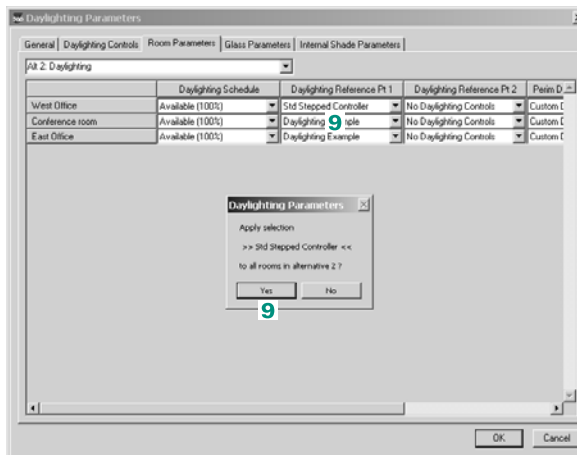 Daylighting Parameters
General Daylighting Controls Room Parameters Glass Parameters Internal Shade Parameters
Alt 2: Daylighting
Daylighting Schedule Daylighting Reference Pt 1 Daylighting Reference Pt 2 Perim D
West Office Available (100%) Std Stepped Controller No Daylighting Controls Custom D
Conference room Available (100%) Daylighting 9 mple No Daylighting Controls Custom D
East Office Available (100%) Daylighting Example No Daylighting Controls Custom D
Daylighting Parameters
Apply selection
>> Std Stepped Controller <<
to all rooms in alternative 2 ?
Yes No
9
OK Cancel